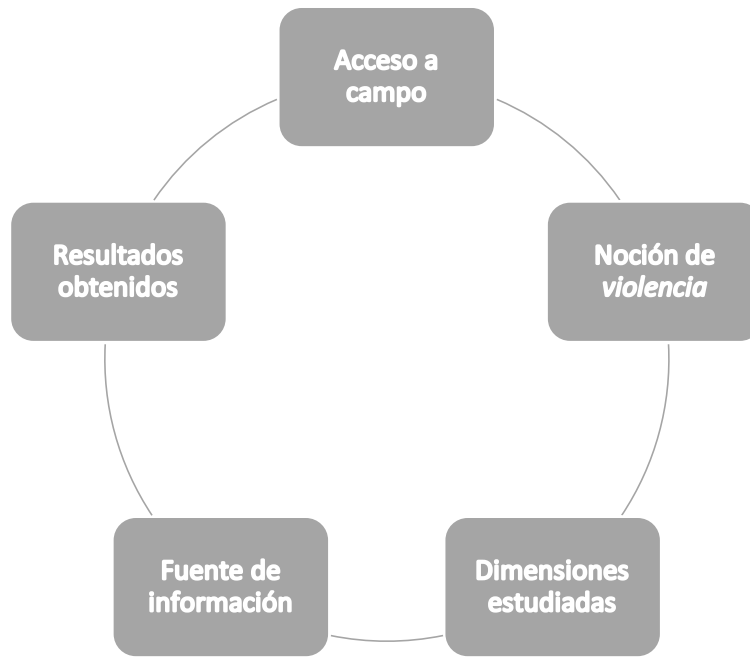 Acceso a
campo
Noción de
violencia
Dimensiones
estudiadas
Fuente de
información
Resultados
obtenidos